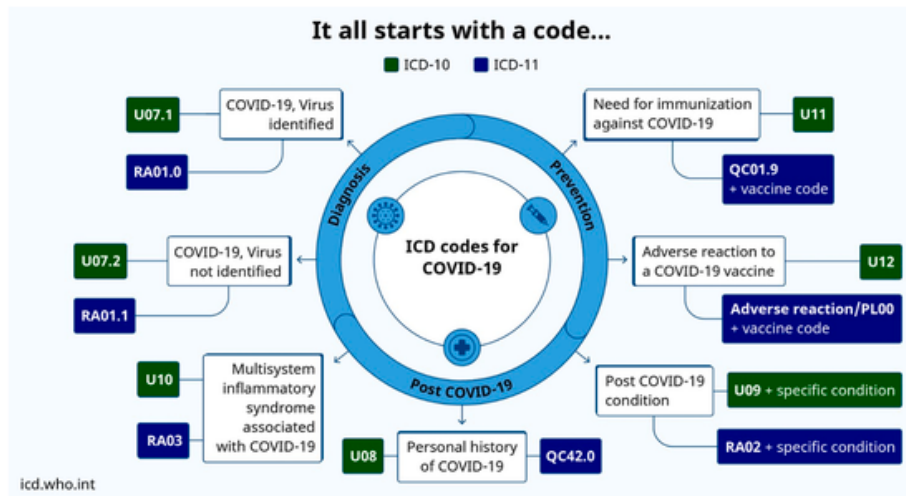 It all starts with a code...
ICD-10
ICD-11
U07.1
COVID-19, Virus
identified
RA01.0
Need for immunization
against COVID-19
U11
QC01.9
+ vaccine code
Diagnosis
Prevention
Post COVID-19
ICD codes for
COVID-19
U07.2
COVID-19, Virus
not identified
RA01.1
Adverse reaction to
a COVID-19 vaccine
U12
Adverse reaction/PL00
+ vaccine code
U10
Multisystem
inflammatory
syndrome
associated
with COVID-19
RA03
Post COVID-19
condition
U09 + specific condition
RA02 + specific condition
U08
Personal history
of COVID-19
QC42.0
icd.who.int